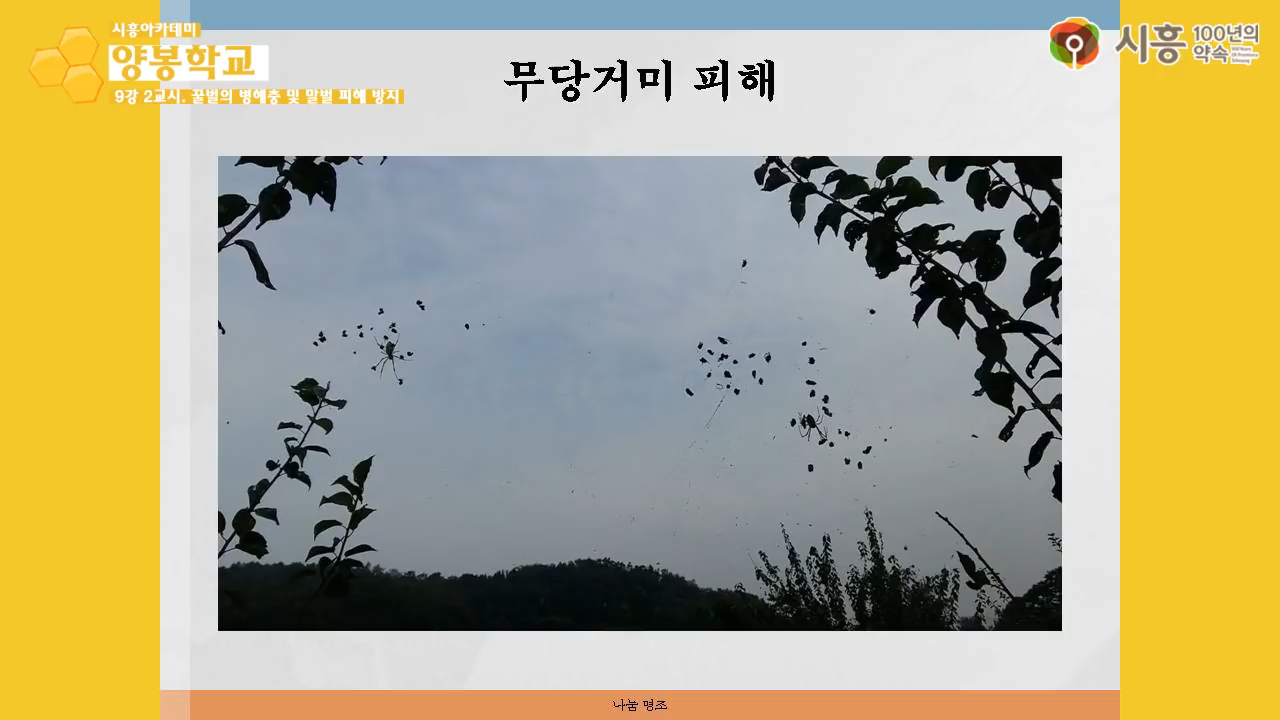 시흥아카데미
양봉학교
9강 2교시. 꿀벌의 병해충 및 말벌 피해 방지
시흥
100년의
약속
무당거미 피해
나눔 명조